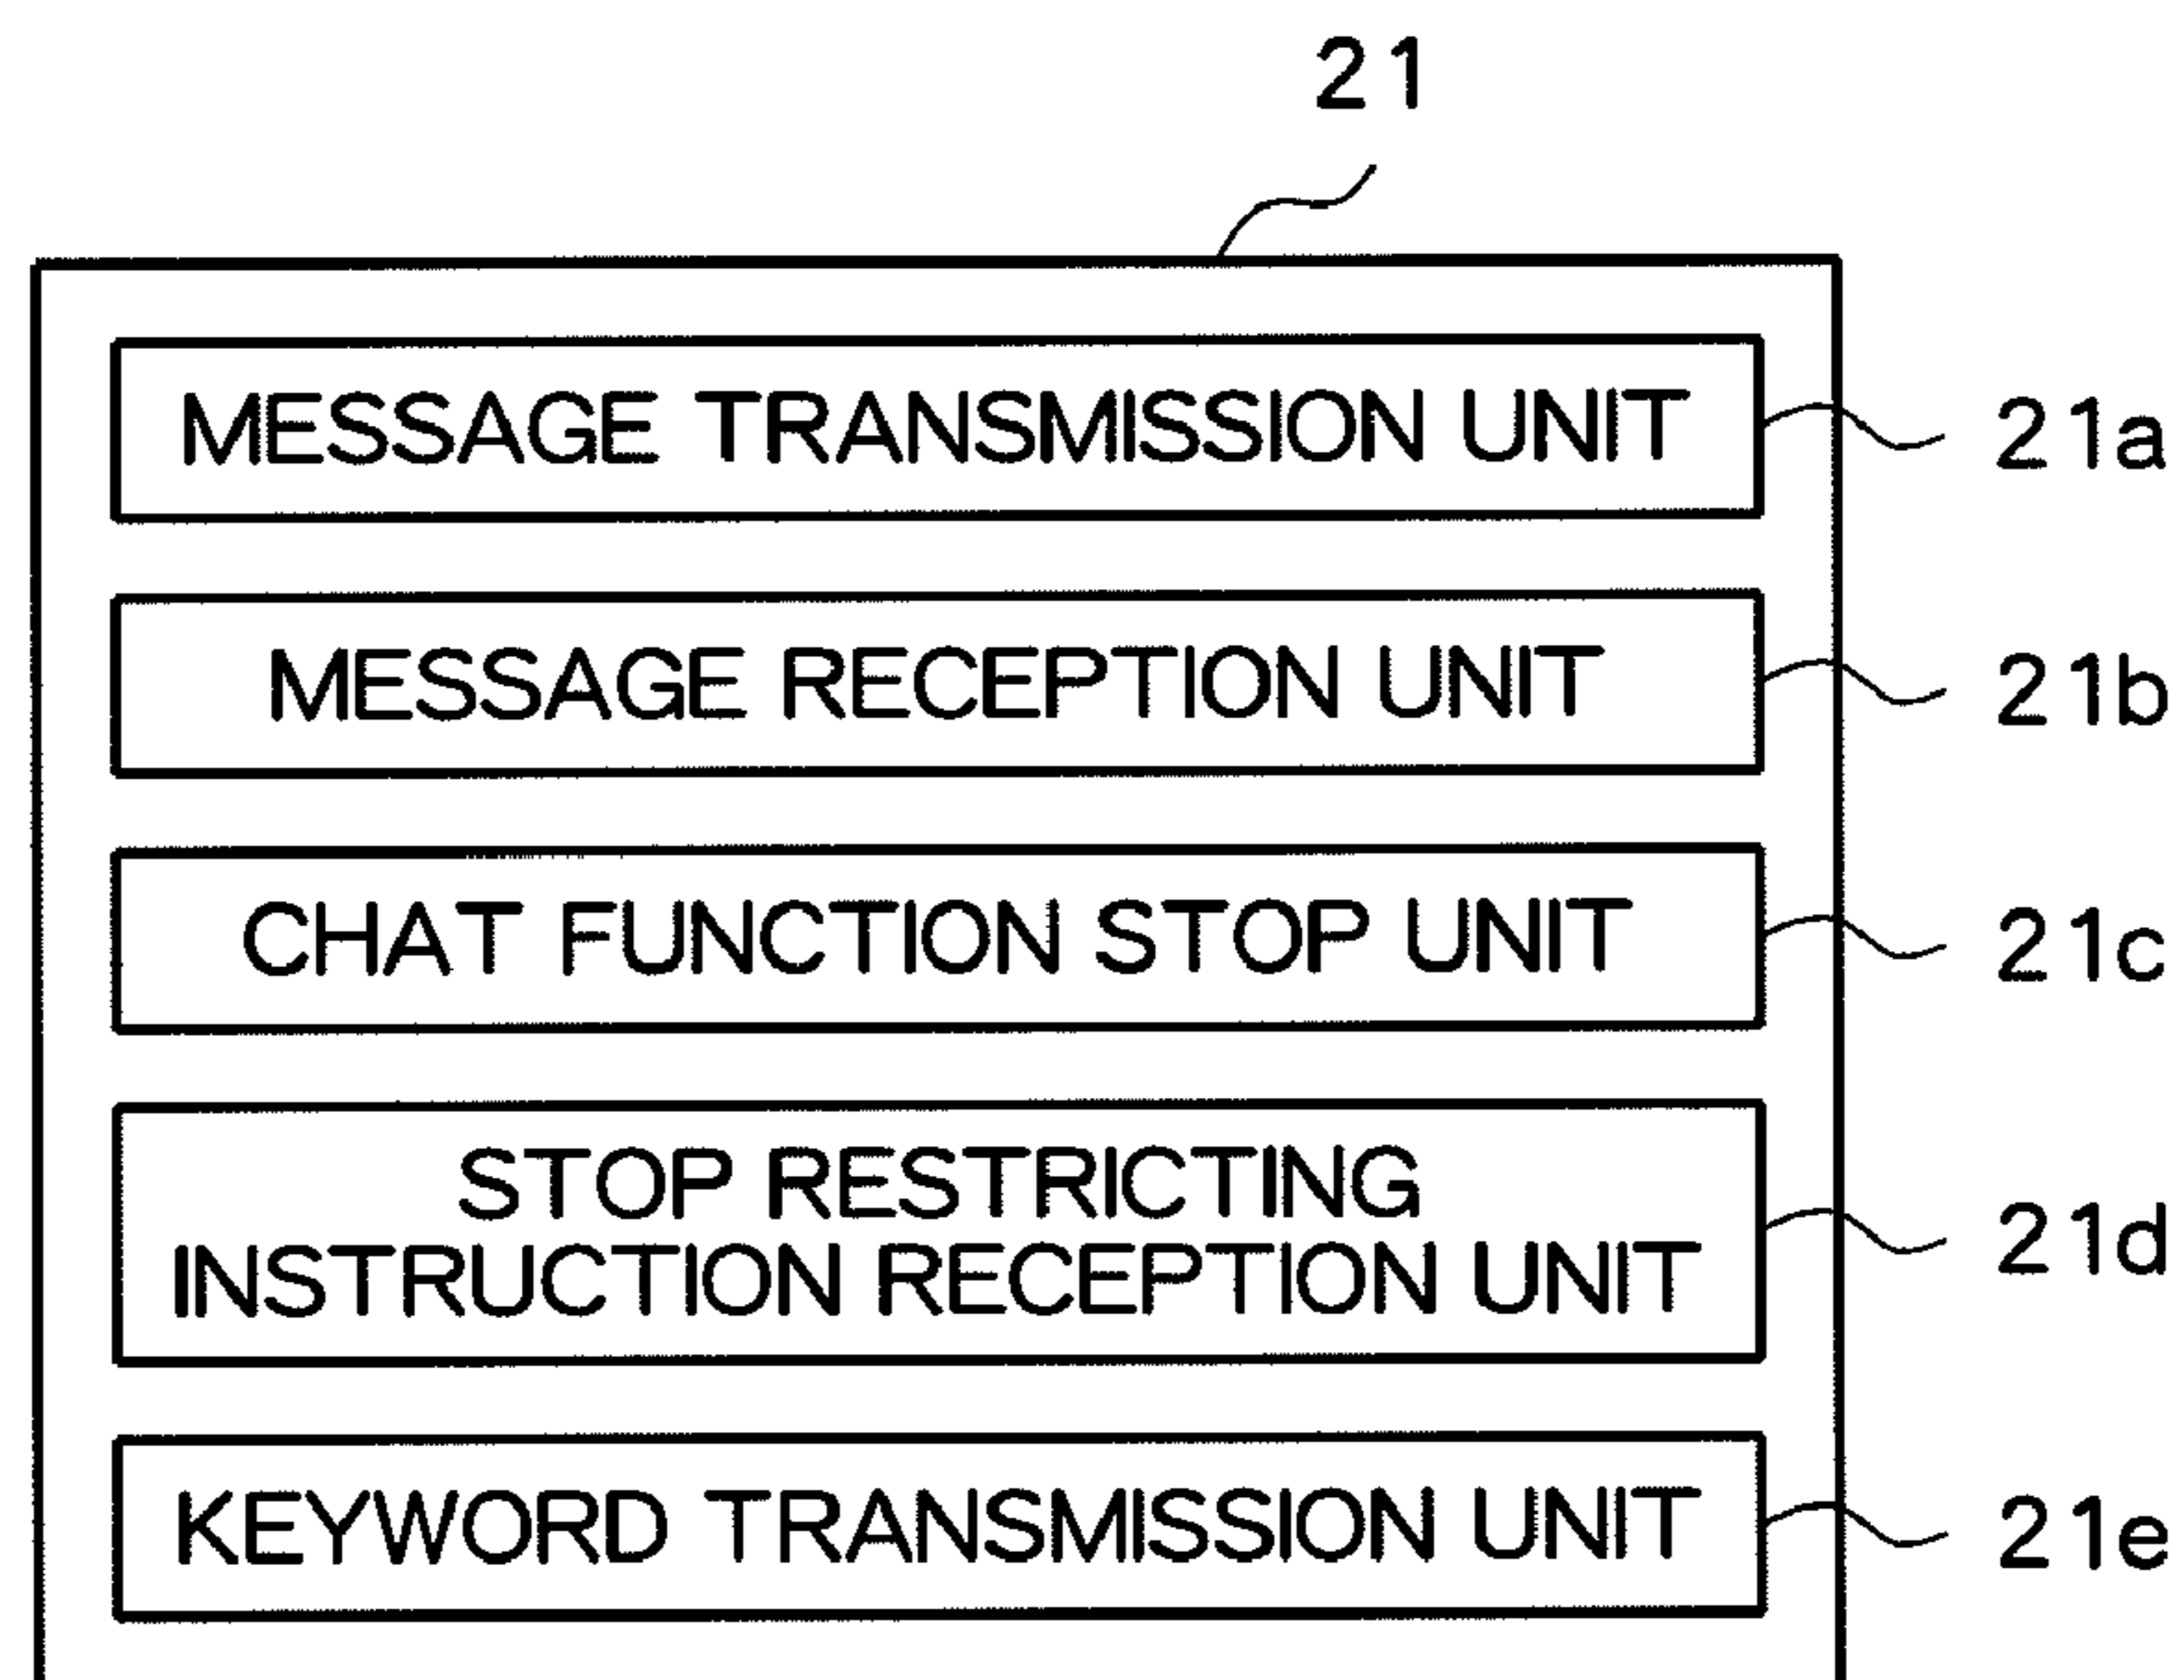 21
MESSAGE TRANSMISSION UNIT 21a
MESSAGE RECEPTION UNIT 21b
CHAT FUNCTION STOP UNIT 21c
STOP RESTRICTING
INSTRUCTION RECEPTION UNIT 21d
KEYWORD TRANSMISSION UNIT 21e